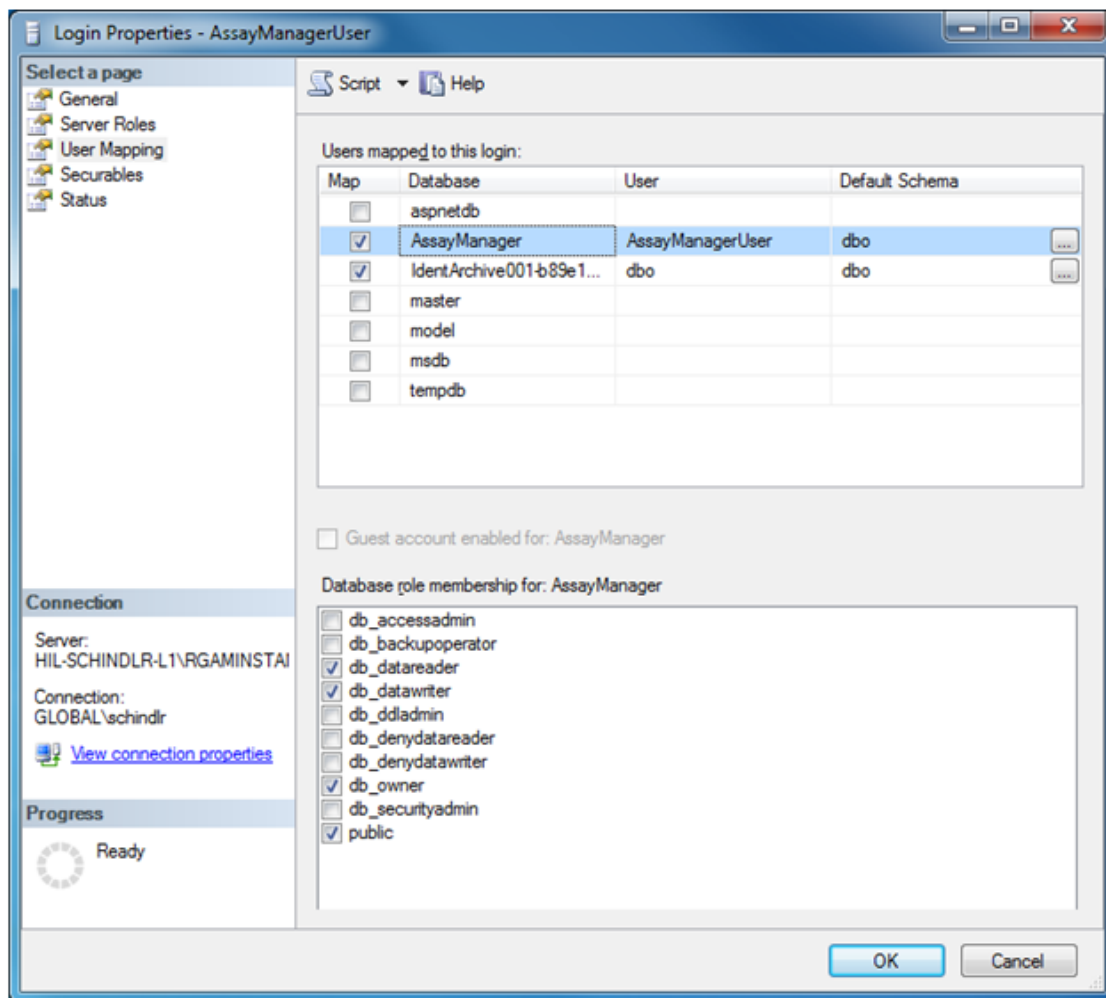 Login Properties - AssayManagerUser
Select a page
General
Server Roles
User Mapping
Securables
Status
Script Help
Users mapped to this login:
Map Database User Default Schema
aspnetdb
AssayManager AssayManagerUser dbo ...
IdentArchive001-b89e1... dbo dbo ...
master
model
msdb
tempdb
Guest account enabled for: AssayManager
Database role membership for: AssayManager
db_accessadmin
db_backupoperator
db_datareader
db_datawriter
db_ddladmin
db_denydatareader
db_denydatawriter
db_owner
db_securityadmin
public
Connection
Server:
HIL-SCHINDLR-L1\RGAMINSTAI
Connection:
GLOBAL\schindlr
View connection properties
Progress
Ready
OK Cancel